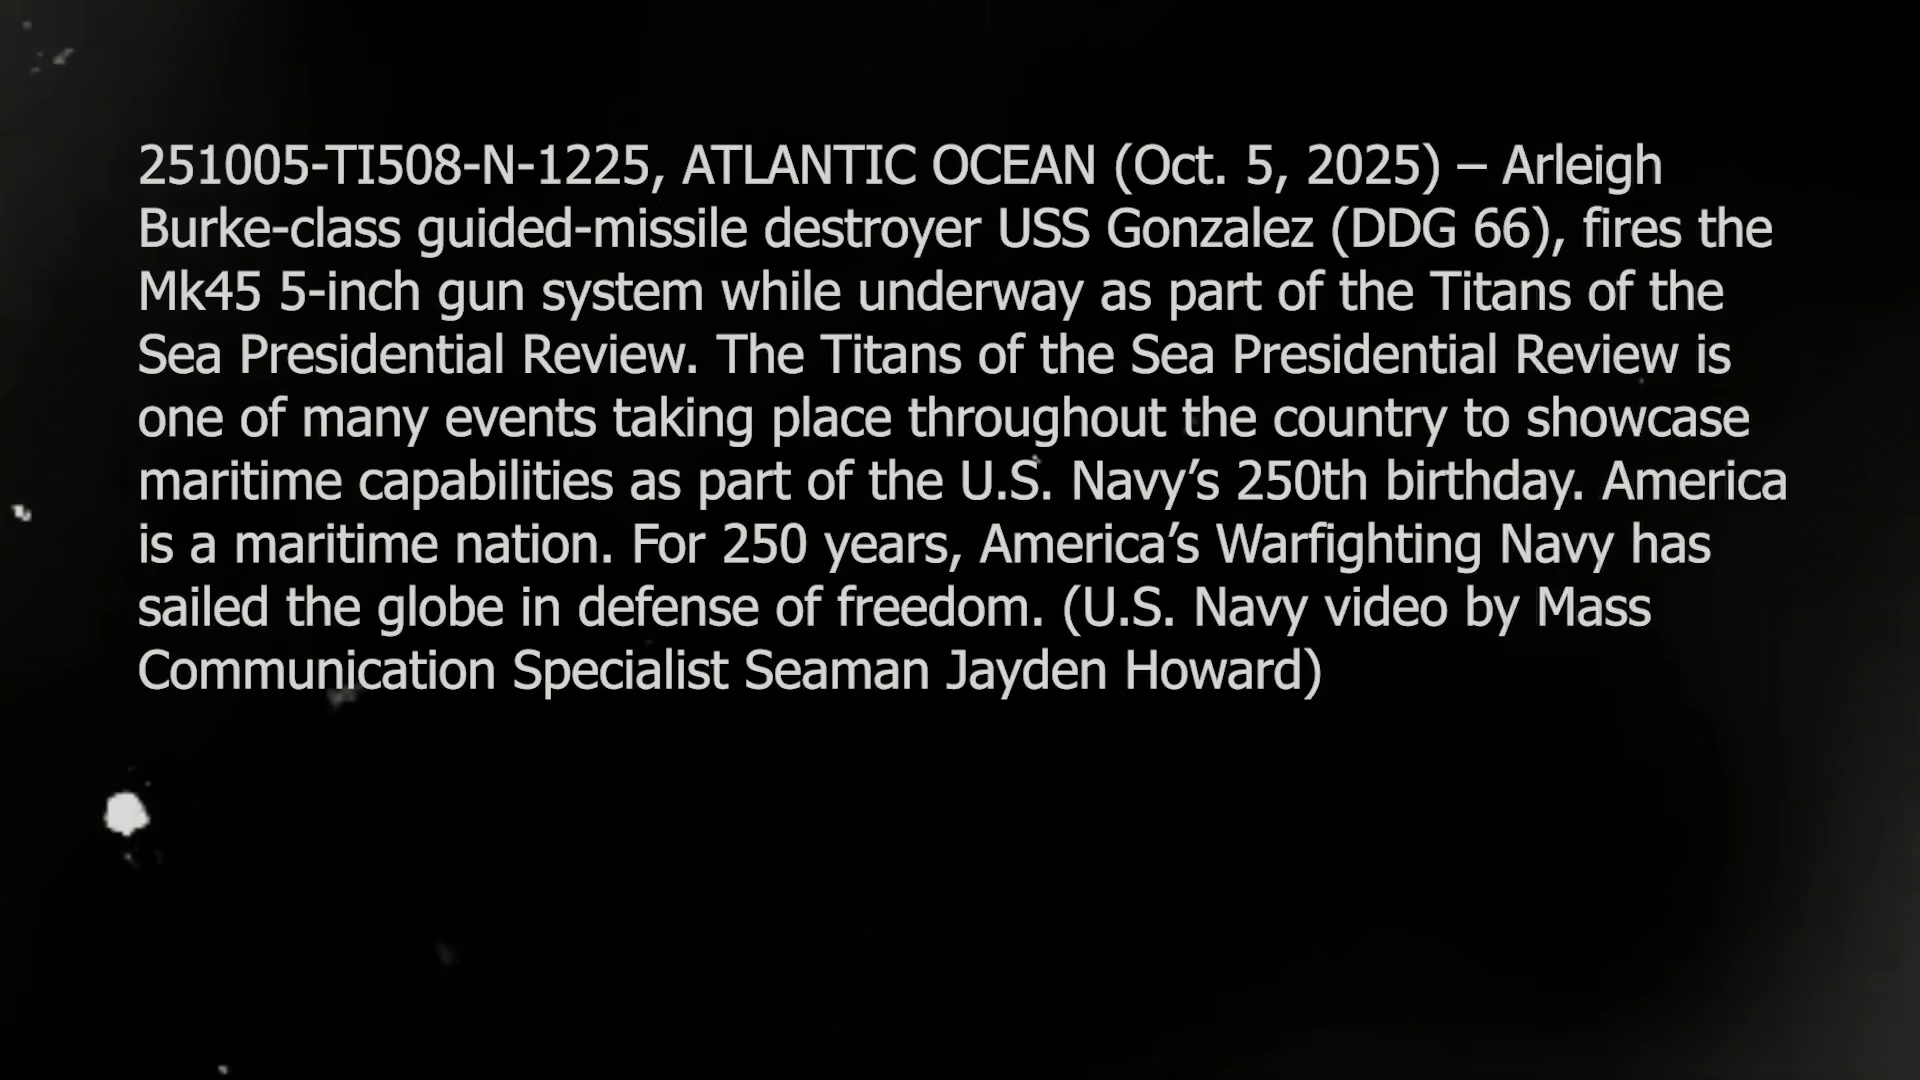 251005-TI508-N-1225, ATLANTIC OCEAN (Oct. 5, 2025) – Arleigh
Burke-class guided-missile destroyer USS Gonzalez (DDG 66), fires the
Mk45 5-inch gun system while underway as part of the Titans of the
Sea Presidential Review. The Titans of the Sea Presidential Review is
one of many events taking place throughout the country to showcase
maritime capabilities as part of the U.S. Navy’s 250th birthday. America
is a maritime nation. For 250 years, America’s Warfighting Navy has
sailed the globe in defense of freedom. (U.S. Navy video by Mass
Communication Specialist Seaman Jayden Howard)